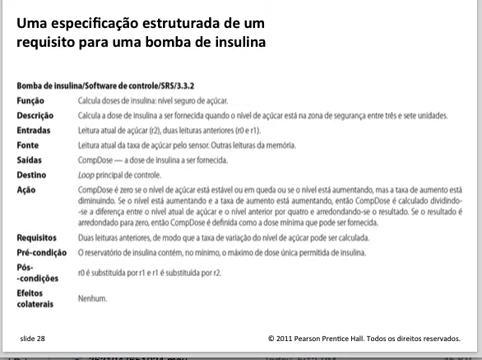 Uma especificação estruturada de um
requisito para uma bomba de insulina
Bomba de insulina/Software de controle/SRS/3.3.2
Função Calcula doses de insulina: nível seguro de açúcar.
Descrição Calcula a dose de insulina a ser fornecida quando o nível de açúcar está na zona de segurança entre três e sete unidades.
Entradas Leitura atual de açúcar (r2), duas leituras anteriores (r0 e r1).
Fonte Leitura atual da taxa de açúcar pelo sensor. Outras leituras da memória.
Saídas CompDose — a dose de insulina a ser fornecida.
Destino Loop principal de controle.
Ação CompDose é zero se o nível de açúcar está estável ou em queda ou se o nível está aumentando, mas a taxa de aumento está
diminuindo. Se o nível está aumentando e a taxa de aumento está aumentando, então CompDose é calculado dividindo-
-se a diferença entre o nível atual de açúcar e o nível anterior por quatro e arredondando-se o resultado. Se o resultado é
arredondado para zero, então CompDose é definida como a dose mínima que pode ser fornecida.
Requisitos Duas leituras anteriores, de modo que a taxa de variação do nível de açúcar pode ser calculada.
Pré-condição O reservatório de insulina contém, no mínimo, o máximo de dose única permitida de insulina.
Pós-
-condições r0 é substituída por r1 e r1 é substituída por r2.
Efeitos
colaterais Nenhum.
slide 28 © 2011 Pearson Prentice Hall. Todos os direitos reservados.